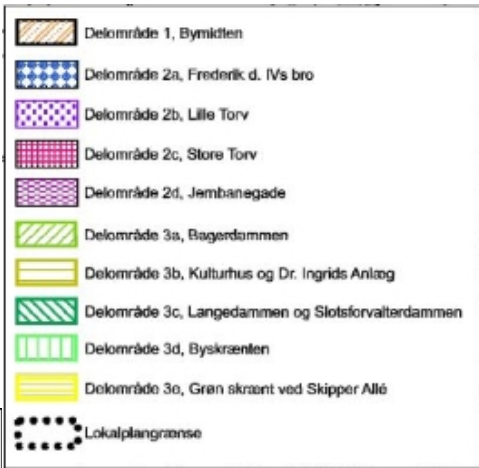 Delområde 1, Bymidten
Delområde 2a, Frederik d. IVs bro
Delområde 2b, Lille Torv
Delområde 2c, Store Torv
Delområde 2d, Jernbanegade
Delområde 3a, Bagerdammen
Delområde 3b, Kulturhus og Dr. Ingrids Anlæg
Delområde 3c, Langedammen og Slotsforvalterdammen
Delområde 3d, Byskrænten
Delområde 3e, Grøn skrænt ved Skipper Allé
Lokalplangrænse